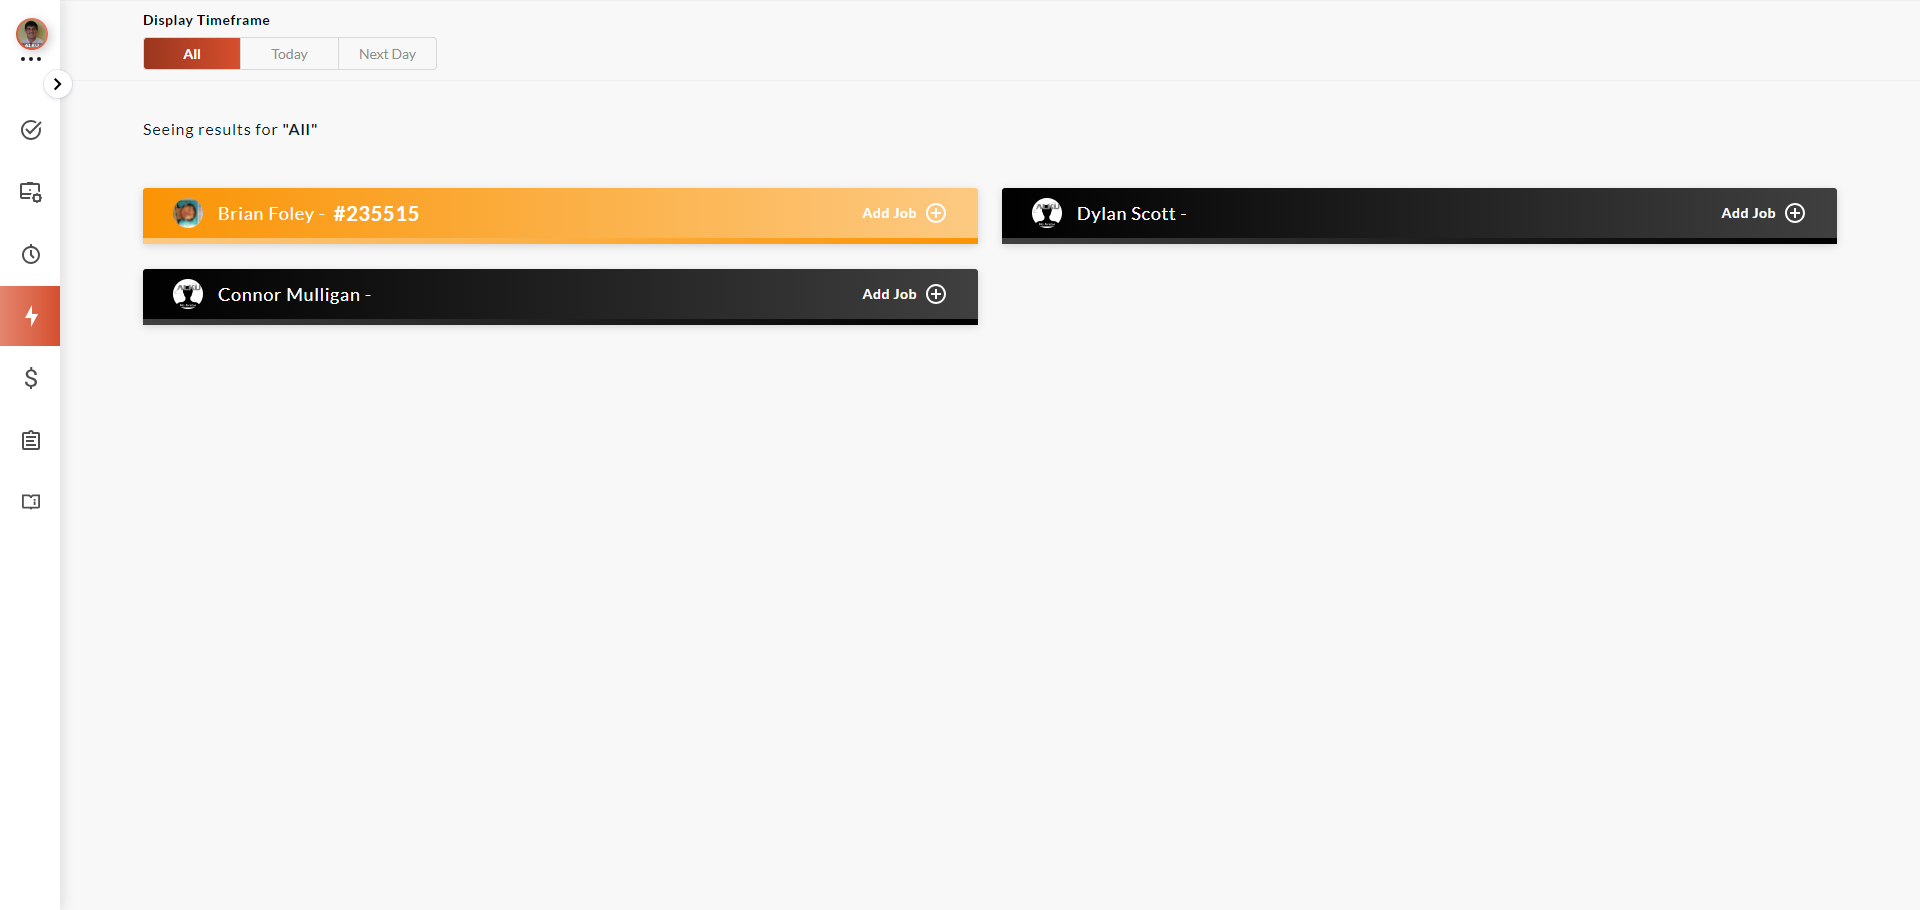 Display Timeframe
All Today Next Day
Seeing results for "All"
Brian Foley - #235515 Add Job
Dylan Scott - Add Job
Connor Mulligan - Add Job